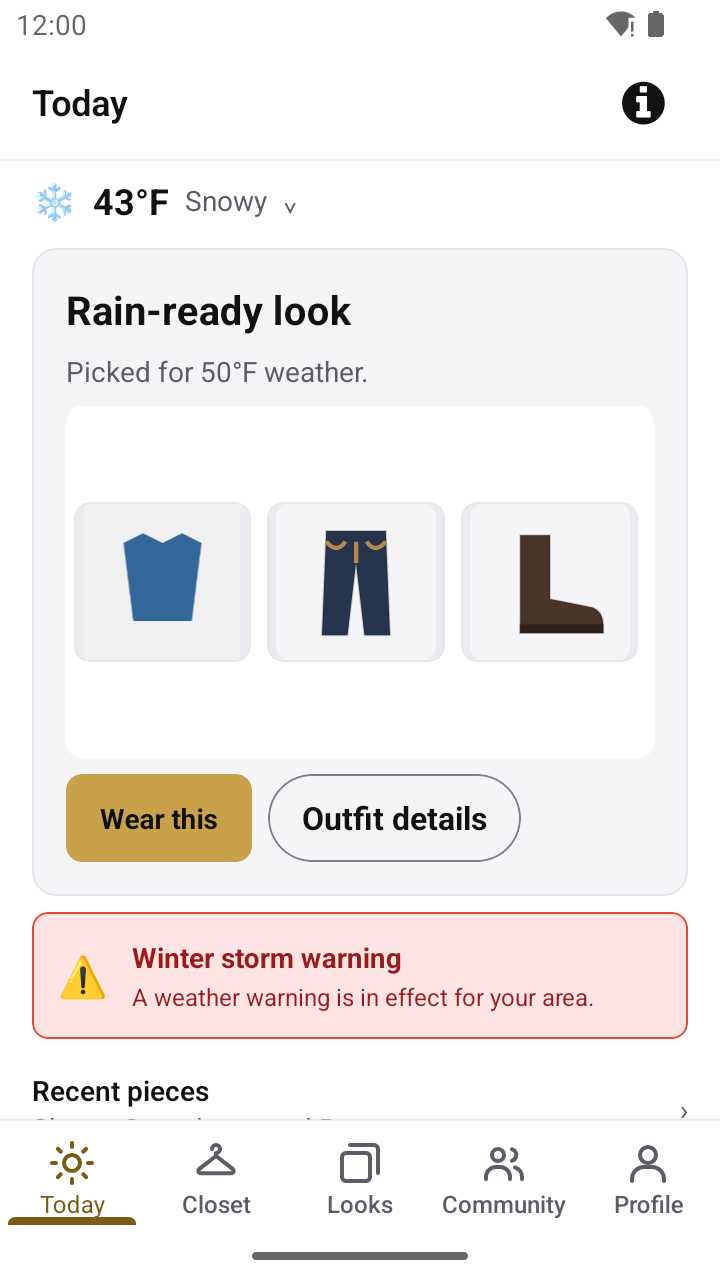 12:00
Today
43°F Snowy
Rain-ready look
Picked for 50°F weather.
Wear this
Outfit details
Winter storm warning
A weather warning is in effect for your area.
Recent pieces
Today
Closet
Looks
Community
Profile